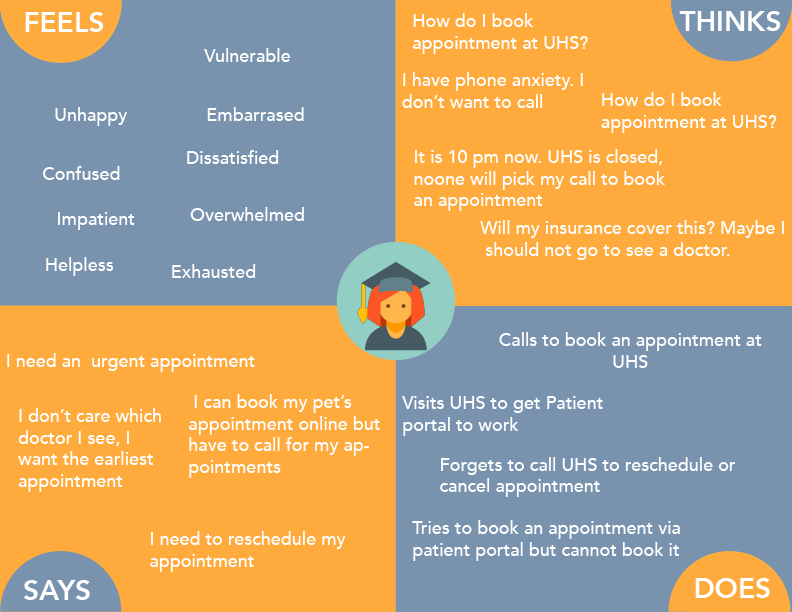 FEELS
Vulnerable
Unhappy
Embarrased
Dissatisfied
Confused
Impatient
Overwhelmed
Helpless
Exhausted
THINKS
How do I book
appointment at UHS?
I have phone anxiety. I
don't want to call
How do I book
appointment at UHS?
It is 10 pm now. UHS is closed,
noone will pick my call to book
an appointment
Will my insurance cover this? Maybe I
should not go to see a doctor.
I need an urgent appointment
I don't care which
doctor I see, I
want the earliest
appointment
I can book my pet's
appointment online but
have to call for my ap-
pointments
I need to reschedule my
appointment
SAYS
Calls to book an appointment at
UHS
Visits UHS to get Patient
portal to work
Forgets to call UHS to reschedule or
cancel appointment
Tries to book an appointment via
patient portal but cannot book it
DOES